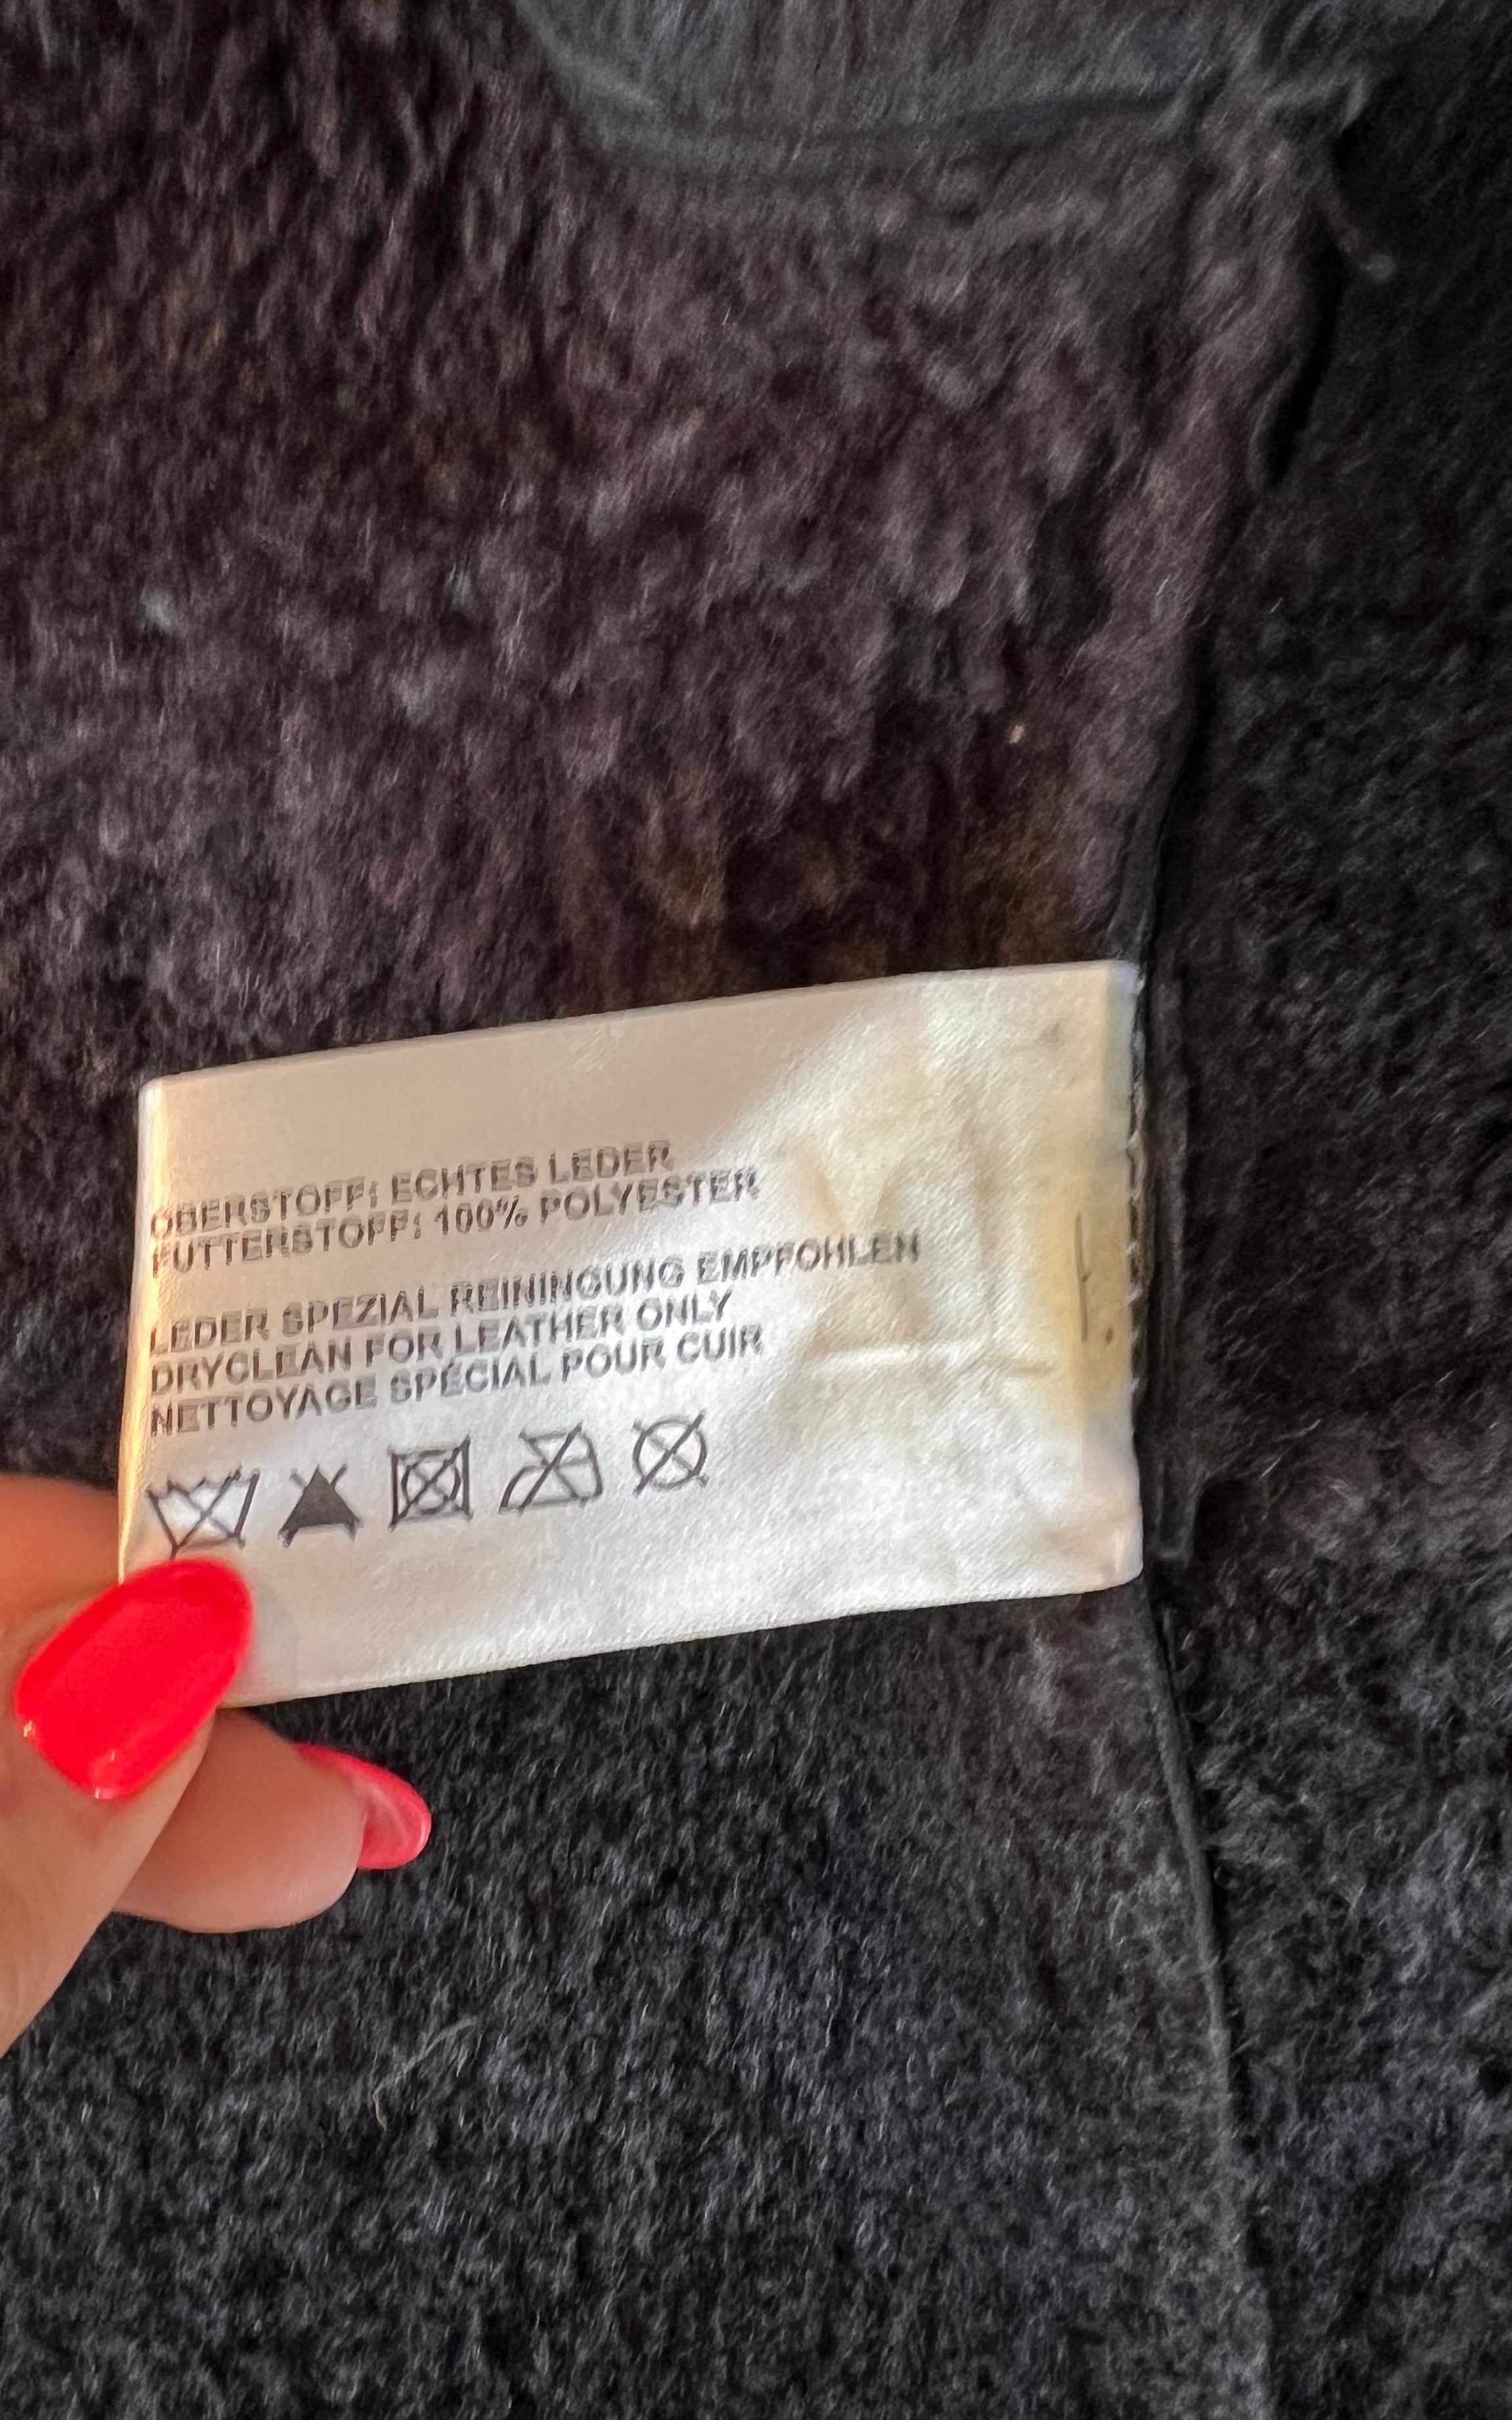 OBERSTOFF: ECHTES LEDER
FUTTERSTOFF: 100% POLYESTER
LEDER SPEZIAL REININGUNG EMPFOHLEN
DRYCLEAN FOR LEATHER ONLY
NETTOYAGE SPÉCIAL POUR CUIR